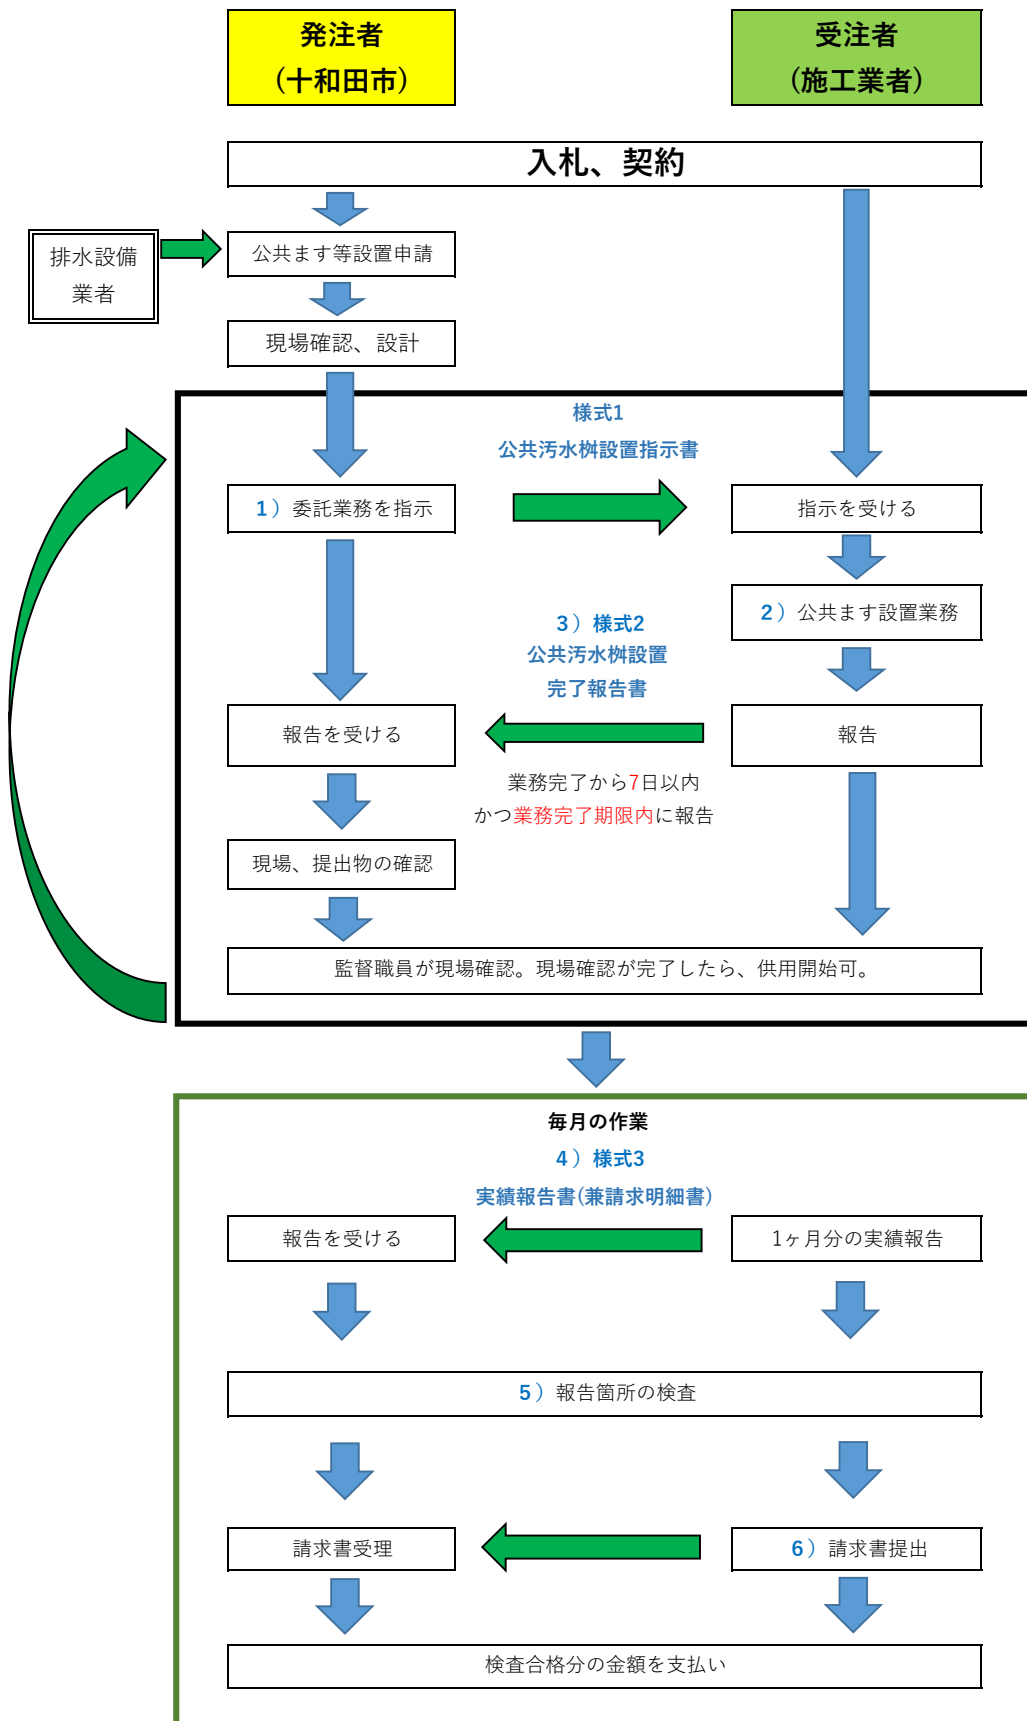 発注者
(十和田市)
受注者
(施工業者)
入札、契約
排水設備
業者
公共ます等設置申請
現場確認、設計
様式1
公共汚水桝設置指示書
1）委託業務を指示
指示を受ける
2）公共ます設置業務
3）様式2
公共汚水桝設置
完了報告書
報告を受ける
報告
業務完了から7日以内
かつ業務完了期限内に報告
現場、提出物の確認
監督職員が現場確認。現場確認が完了したら、供用開始可。
毎月の作業
4）様式3
実績報告書(兼請求明細書)
報告を受ける
1ヶ月分の実績報告
5）報告箇所の検査
請求書受理
6）請求書提出
検査合格分の金額を支払い